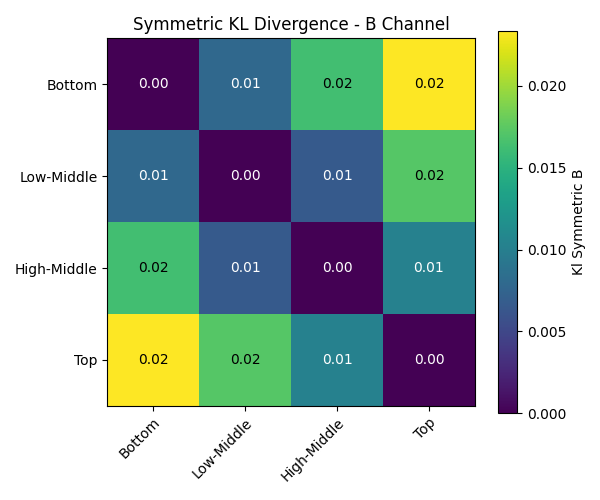 Symmetric KL Divergence - B Channel
Bottom 0.00 0.01 0.02 0.02
Low-Middle 0.01 0.00 0.01 0.02
High-Middle 0.02 0.01 0.00 0.01
Top 0.02 0.02 0.01 0.00
Bottom Low-Middle High-Middle Top
0.020
0.015
0.010
0.005
0.000
Kl Symmetric B